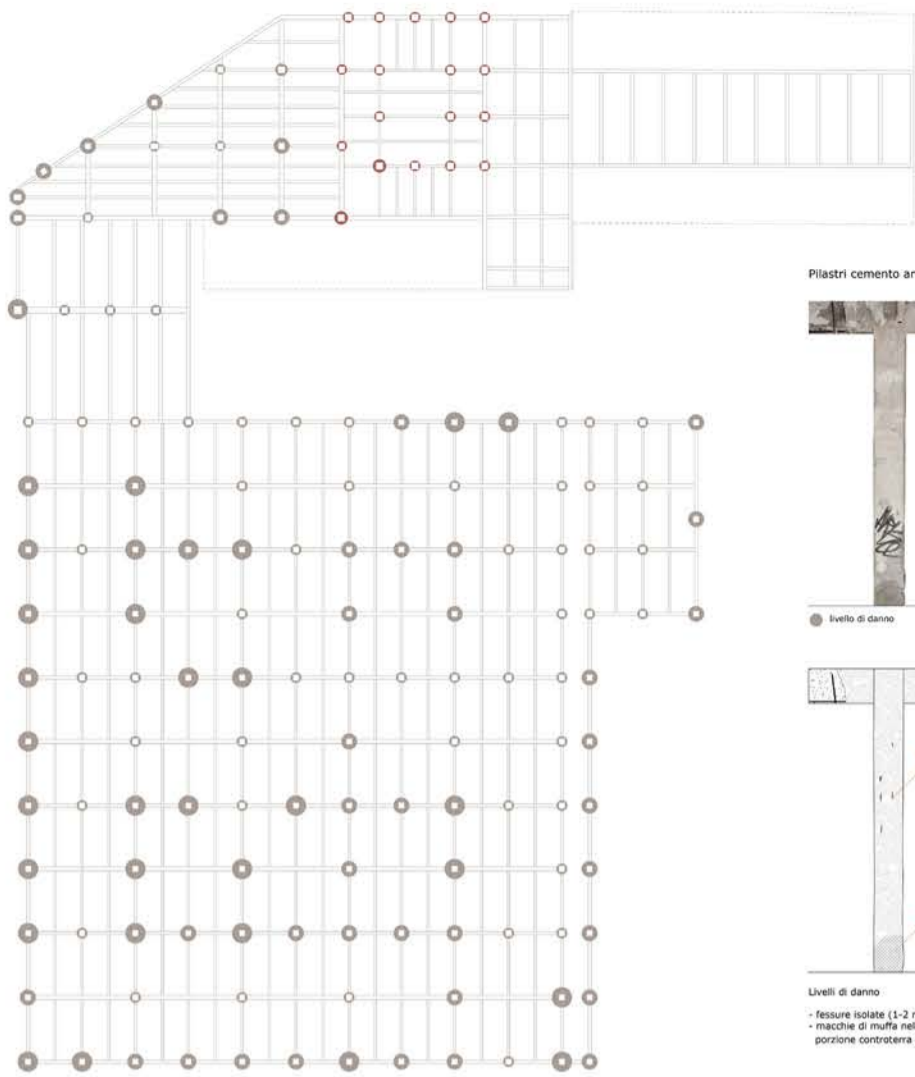 Pilastri cemento ar
livello di danno
Livelli di danno
- fessure isolate (1-2
- macchie di muffa nel
porzione controterra